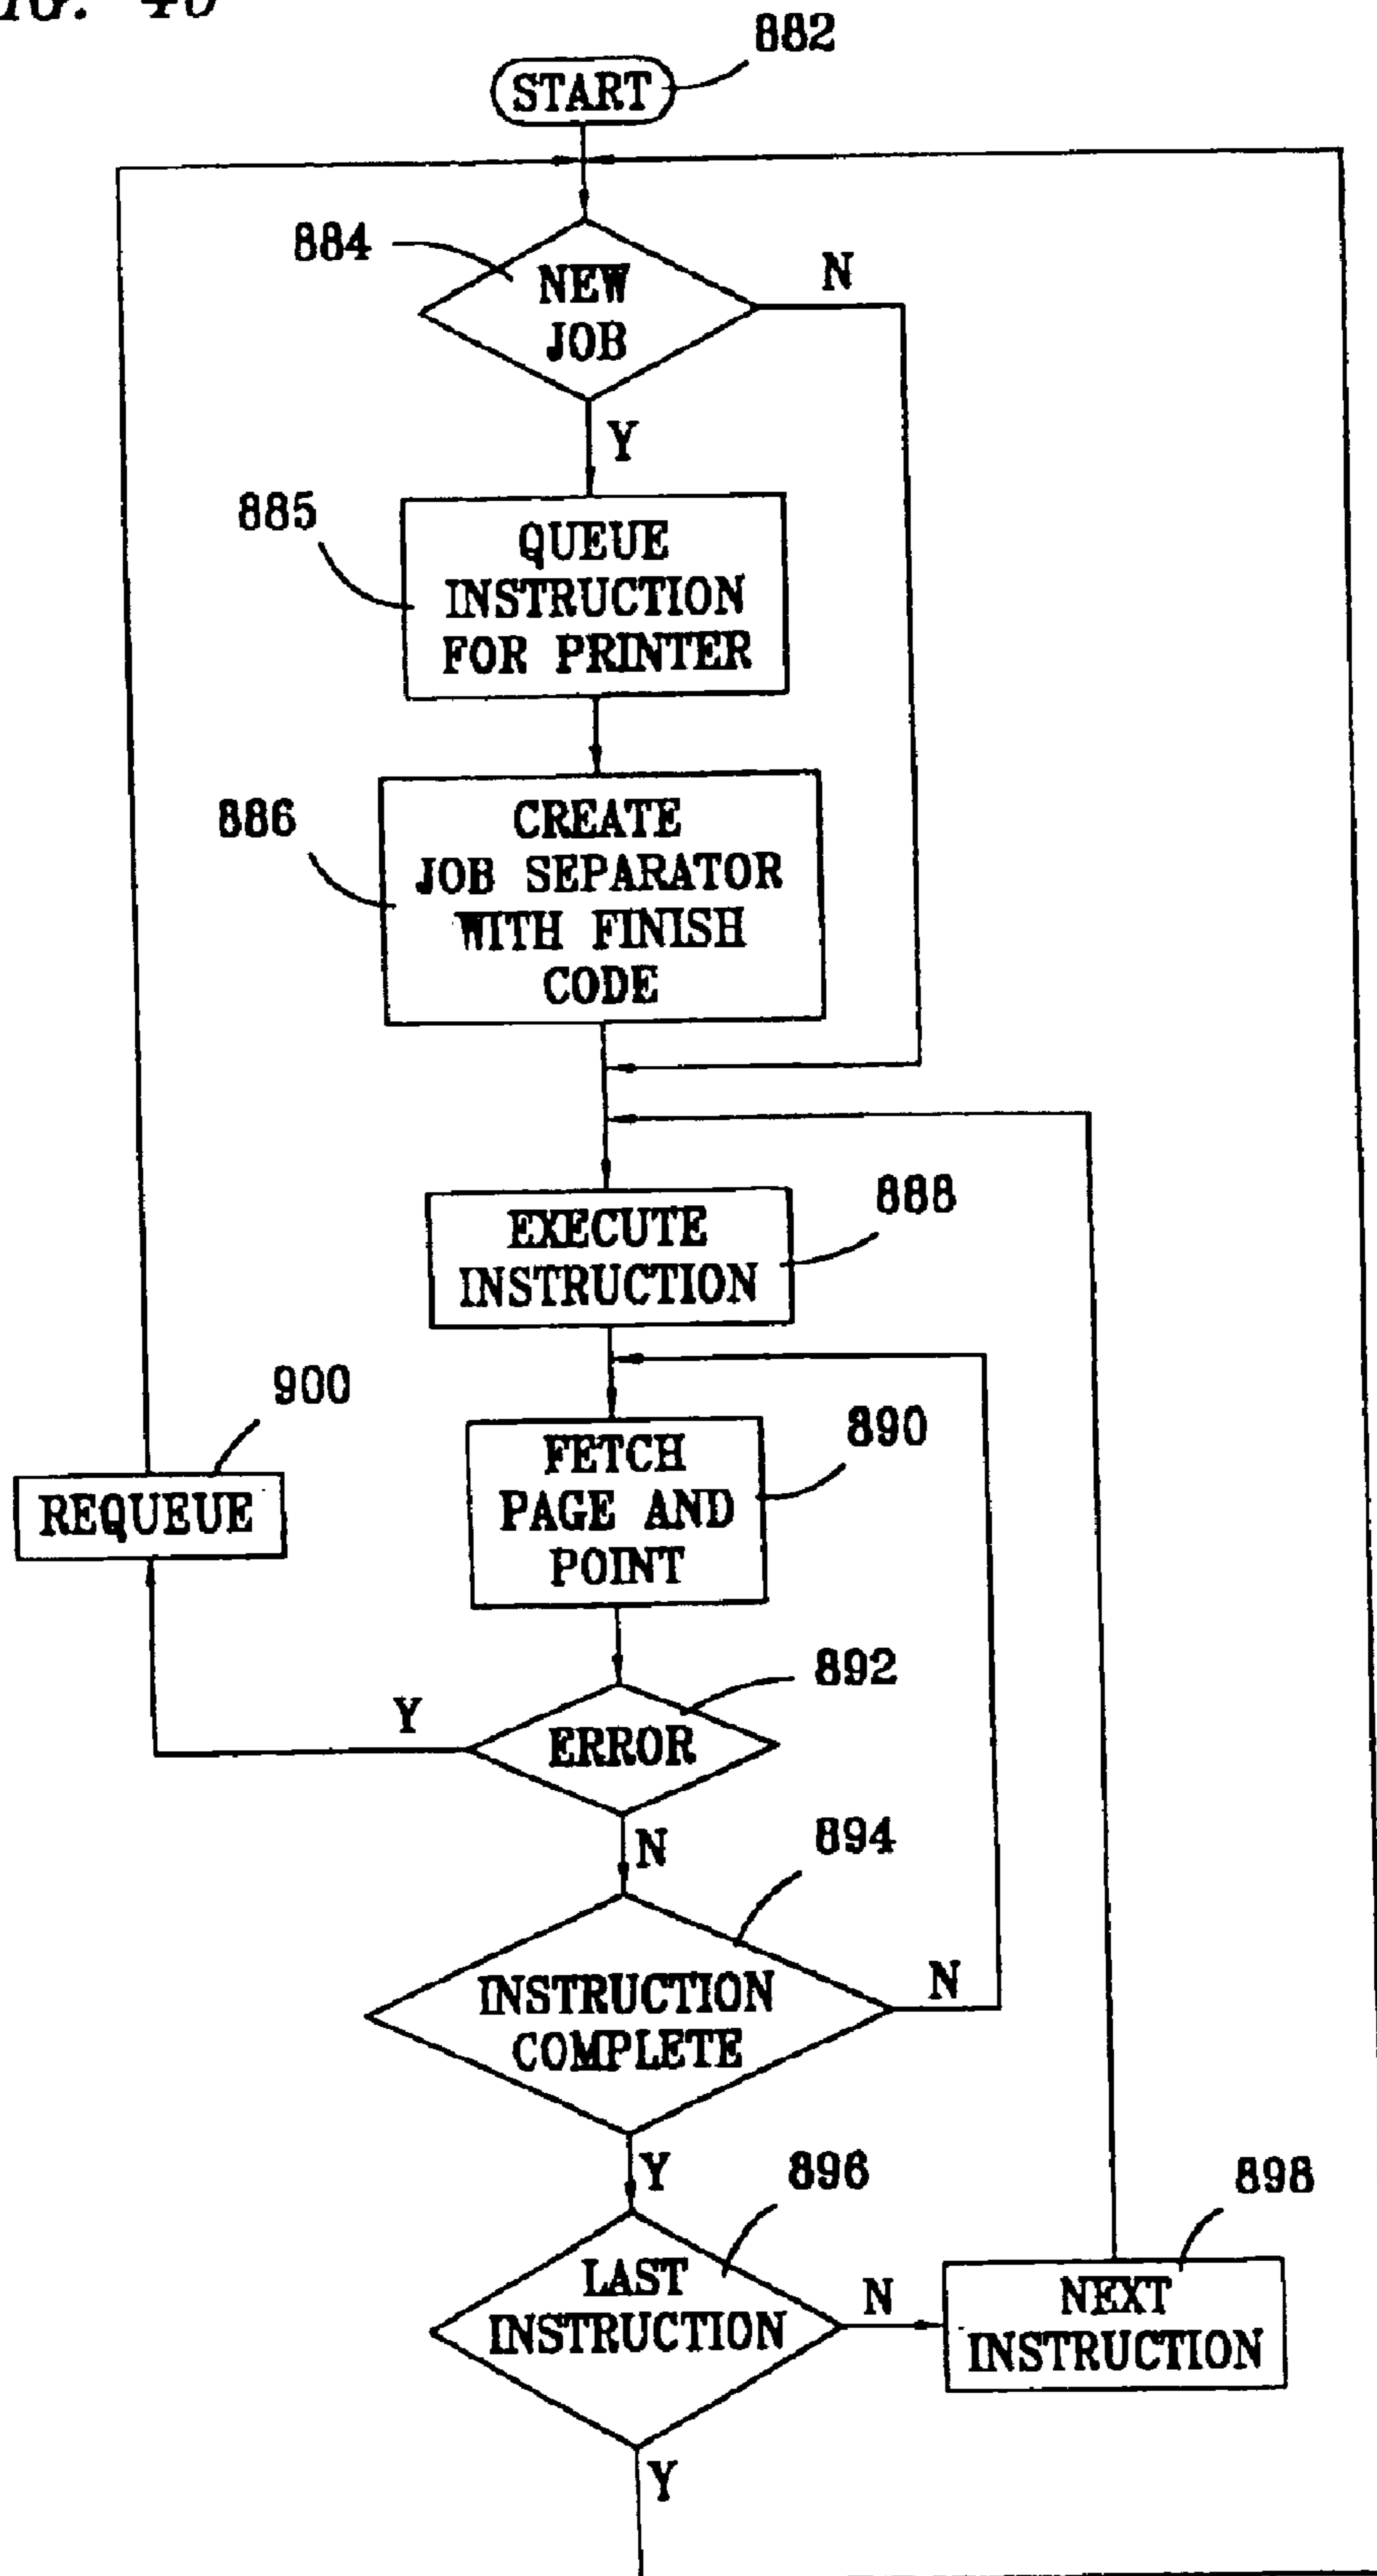 882
START
884
NEW
JOB
N
Y
885
QUEUE
INSTRUCTION
FOR PRINTER
886
CREATE
JOB SEPARATOR
WITH FINISH
CODE
888
EXECUTE
INSTRUCTION
900
REQUEUE
890
FETCH
PAGE AND
POINT
892
Y
ERROR
N
894
INSTRUCTION
COMPLETE
N
Y
896
LAST
INSTRUCTION
N
898
NEXT
INSTRUCTION
Y